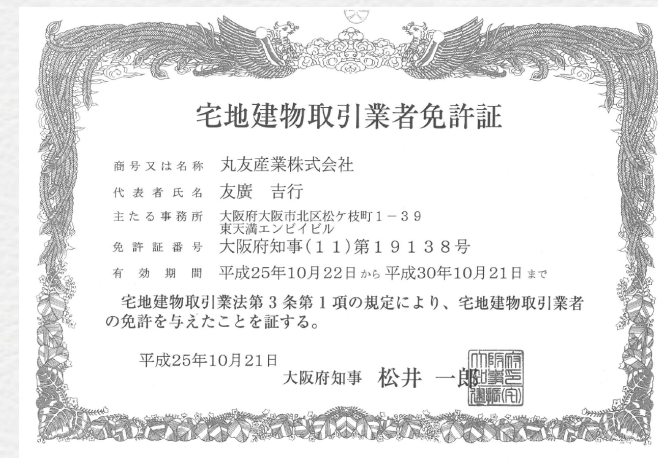 宅地建物取引業者免許証
商号又は名称 丸友産業株式会社
代表者氏名 友廣 吉行
主たる事務所 大阪府大阪市北区松ケ枝町1-39
東天満エンビイビル
免許証番号 大阪府知事(11)第19138号
有効期間 平成25年10月22日から平成30年10月21日まで
宅地建物取引業法第3条第1項の規定により、宅地建物取引業者
の免許を与えたことを証する。
平成25年10月21日
大阪府知事 松井 一郎